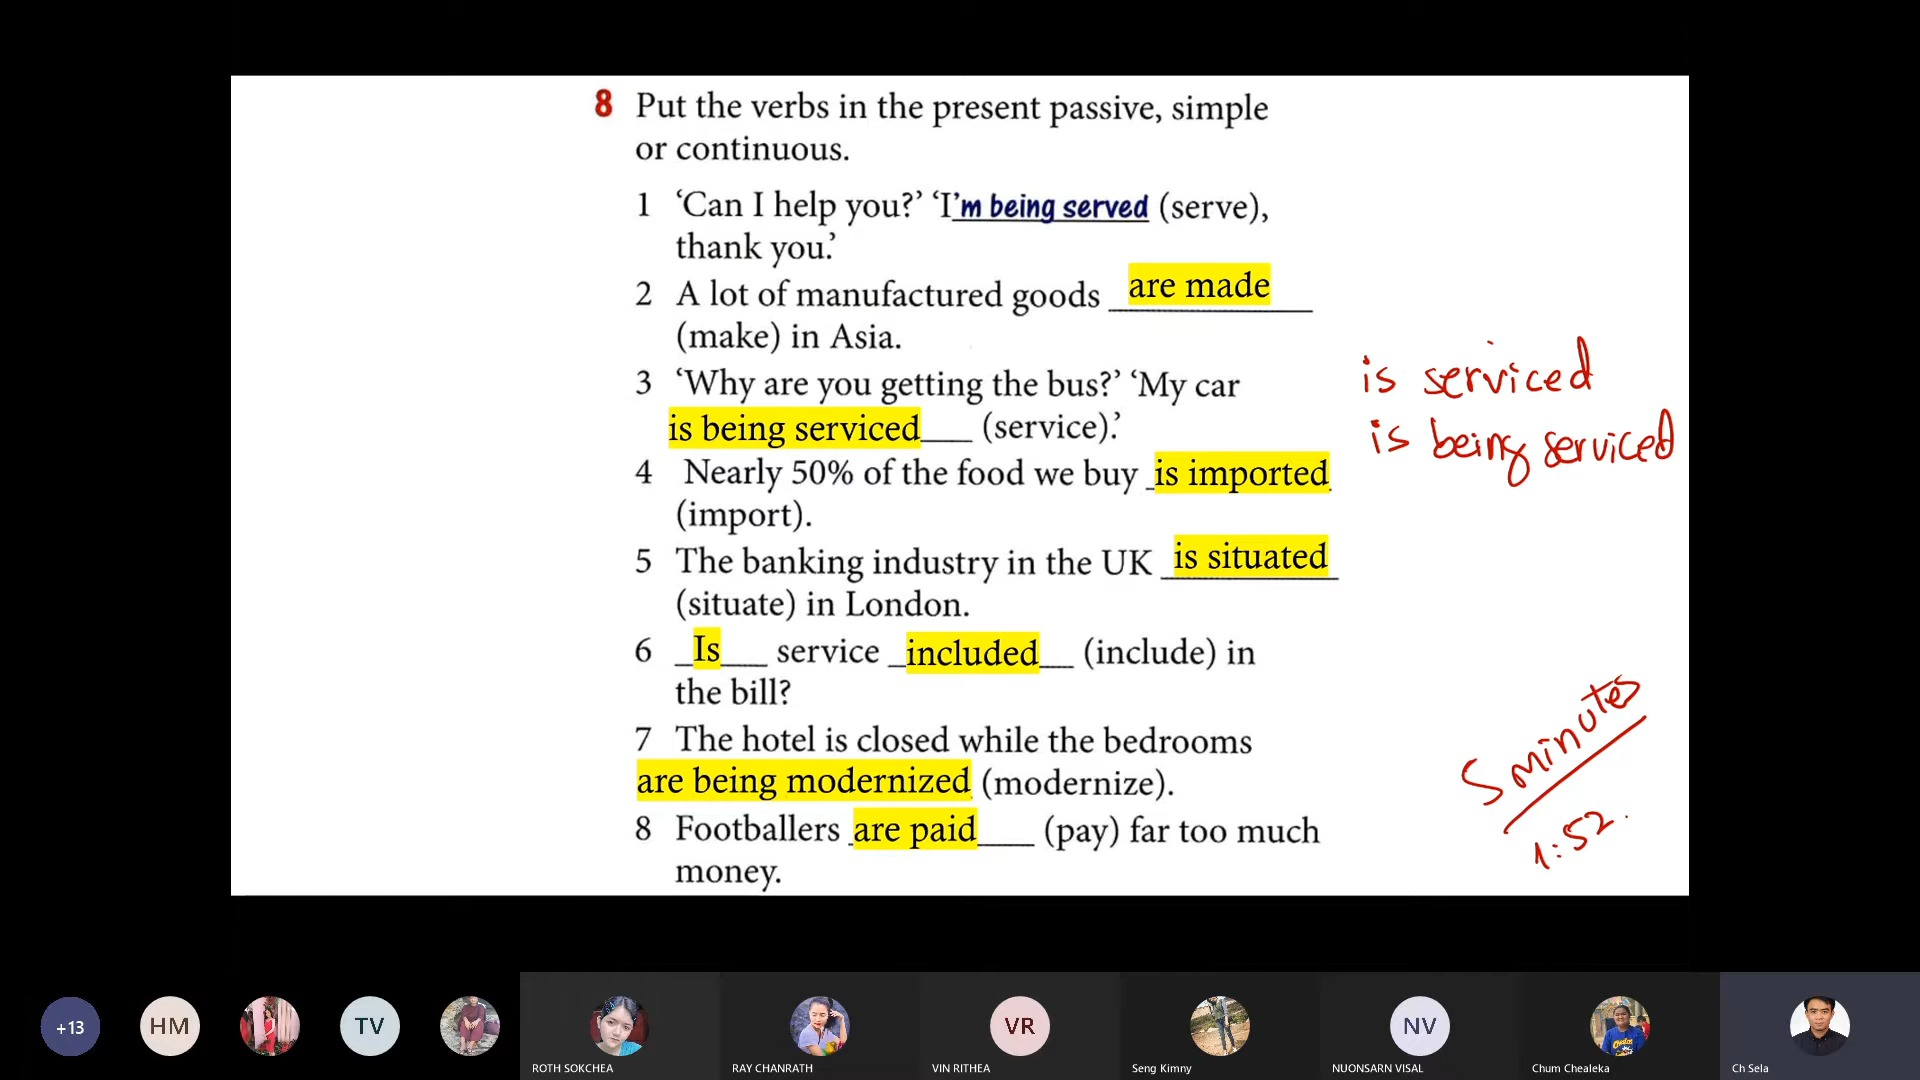 8 Put the verbs in the present passive, simple
or continuous.
1 ‘Can I help you?’ ‘I’m being served (serve),
thank you.’
2 A lot of manufactured goods are made
(make) in Asia.
3 ‘Why are you getting the bus?’ ‘My car
is being serviced (service).’
4 Nearly 50% of the food we buy is imported
(import).
5 The banking industry in the UK is situated
(situate) in London.
6 Is service included (include) in
the bill?
7 The hotel is closed while the bedrooms
are being modernized (modernize).
8 Footballers are paid (pay) far too much
money.
is serviced
is being serviced
5 minutes
1:52.
+13
HM
TV
ROTH SOKCHEA
RAY CHANRATH
VR
VIN RITHEA
Seng Kimny
NV
NUONSARN VISAL
Chum Chealeka
Ch Sela